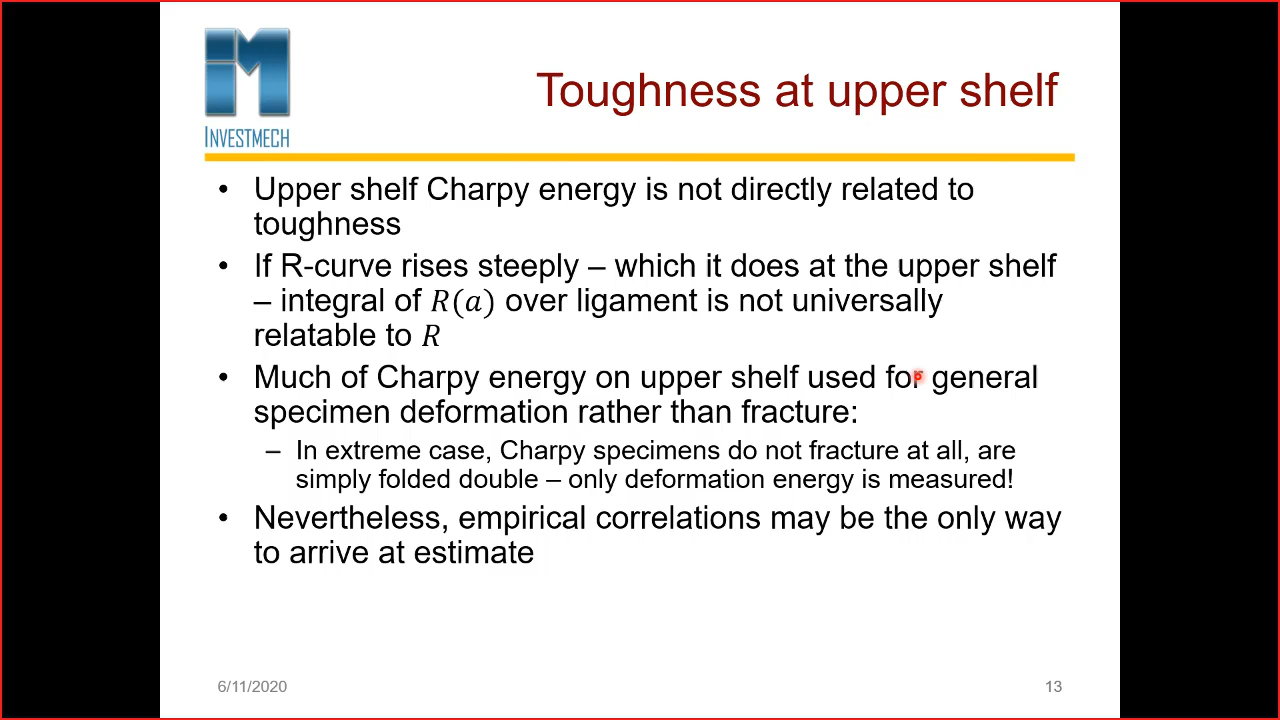 INVESTMECH
Toughness at upper shelf
• Upper shelf Charpy energy is not directly related to
toughness
• If R-curve rises steeply – which it does at the upper shelf
– integral of R(a) over ligament is not universally
relatable to R
• Much of Charpy energy on upper shelf used for general
specimen deformation rather than fracture:
– In extreme case, Charpy specimens do not fracture at all, are
simply folded double – only deformation energy is measured!
• Nevertheless, empirical correlations may be the only way
to arrive at estimate
6/11/2020
13